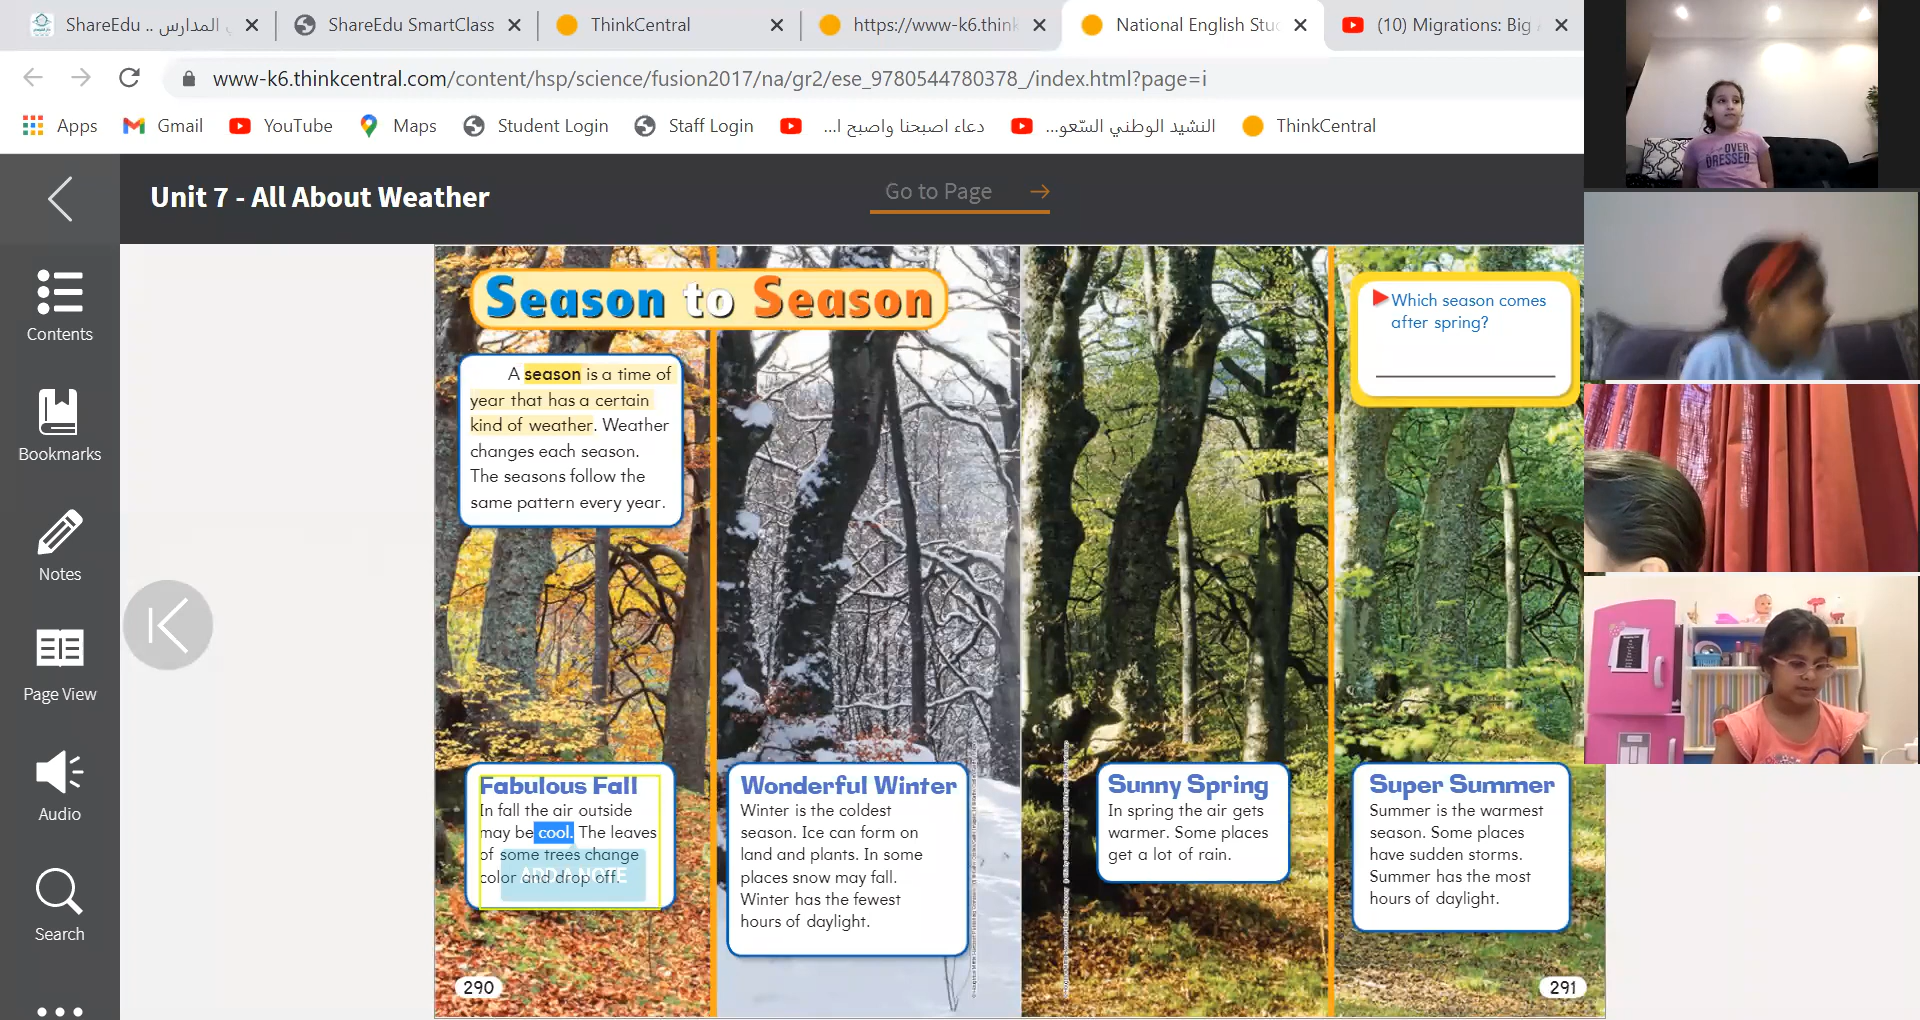 ShareEdu .. في المدارس
ShareEdu SmartClass
ThinkCentral
https://www-k6.think
National English Stu
(10) Migrations: Big
www-k6.thinkcentral.com/content/hsp/science/fusion2017/na/gr2/ese_9780544780378_/index.html?page=i
Apps
Gmail
YouTube
Maps
Student Login
Staff Login
دعاء اصبحنا واصبح ا...
النشيد الوطني السّعو...
ThinkCentral
Unit 7 - All About Weather
Go to Page
Contents
Bookmarks
Notes
Page View
Audio
Search
Season to Season
A season is a time of
year that has a certain
kind of weather. Weather
changes each season.
The seasons follow the
same pattern every year.
Which season comes
after spring?
Fabulous Fall
In fall the air outside
may be cool. The leaves
of some trees change
color and drop off.
ADD A NOTE
Wonderful Winter
Winter is the coldest
season. Ice can form on
land and plants. In some
places snow may fall.
Winter has the fewest
hours of daylight.
Sunny Spring
In spring the air gets
warmer. Some places
get a lot of rain.
Super Summer
Summer is the warmest
season. Some places
have sudden storms.
Summer has the most
hours of daylight.
290
291
OVER
DRESSED